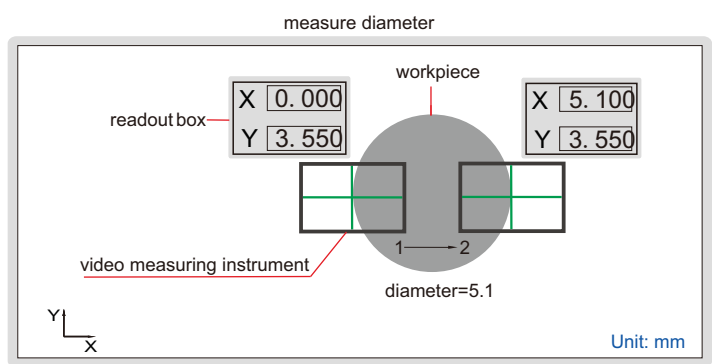 measure diameter
workpiece
X 0.000
Y 3.550
readout box
X 5.100
Y 3.550
1 2
video measuring instrument
diameter=5.1
Y
X
Unit: mm